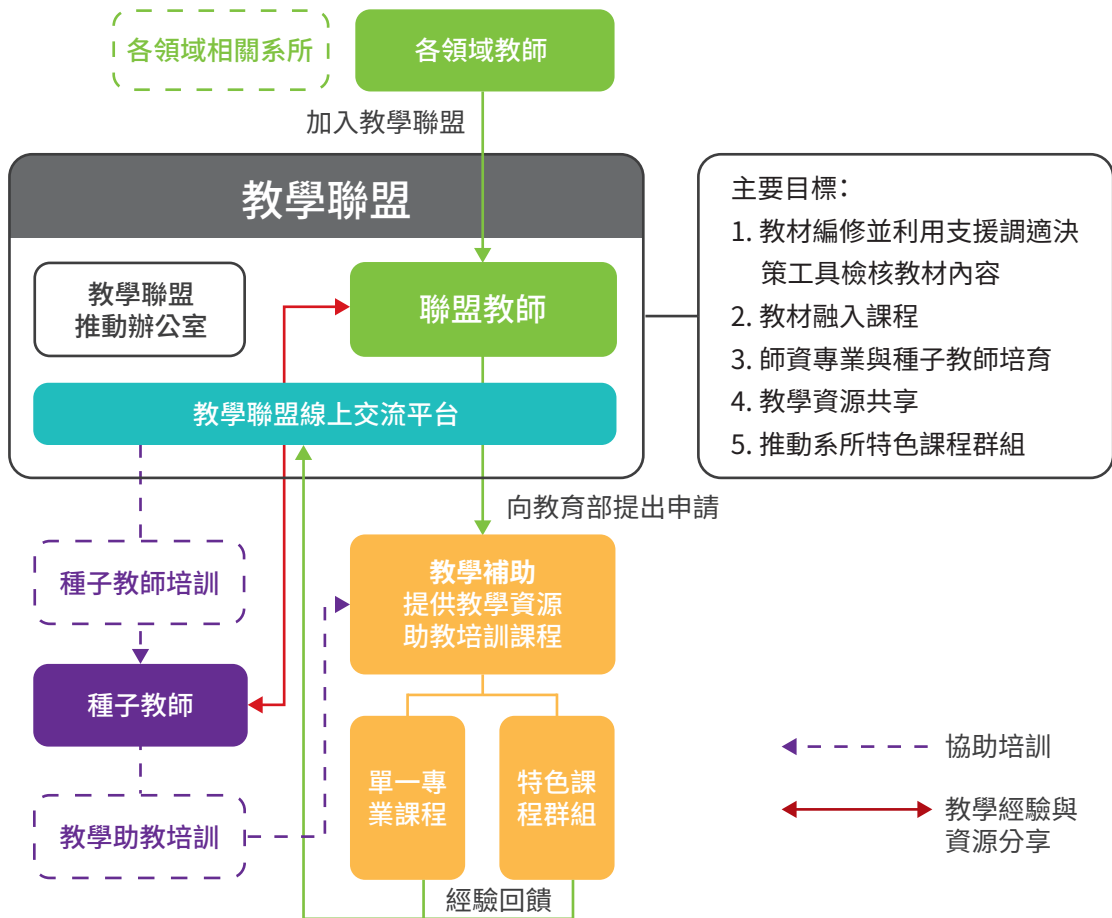 各領域相關系所
各領域教師
加入教學聯盟
教學聯盟
教學聯盟
推動辦公室
聯盟教師
教學聯盟線上交流平台
主要目標：
1. 教材編修並利用支援調適決
策工具檢核教材內容
2. 教材融入課程
3. 師資專業與種子教師培育
4. 教學資源共享
5. 推動系所特色課程群組
向教育部提出申請
種子教師培訓
教學補助
提供教學資源
助教培訓課程
種子教師
單一專
業課程
特色課
程群組
教學助教培訓
經驗回饋
協助培訓
教學經驗與
資源分享